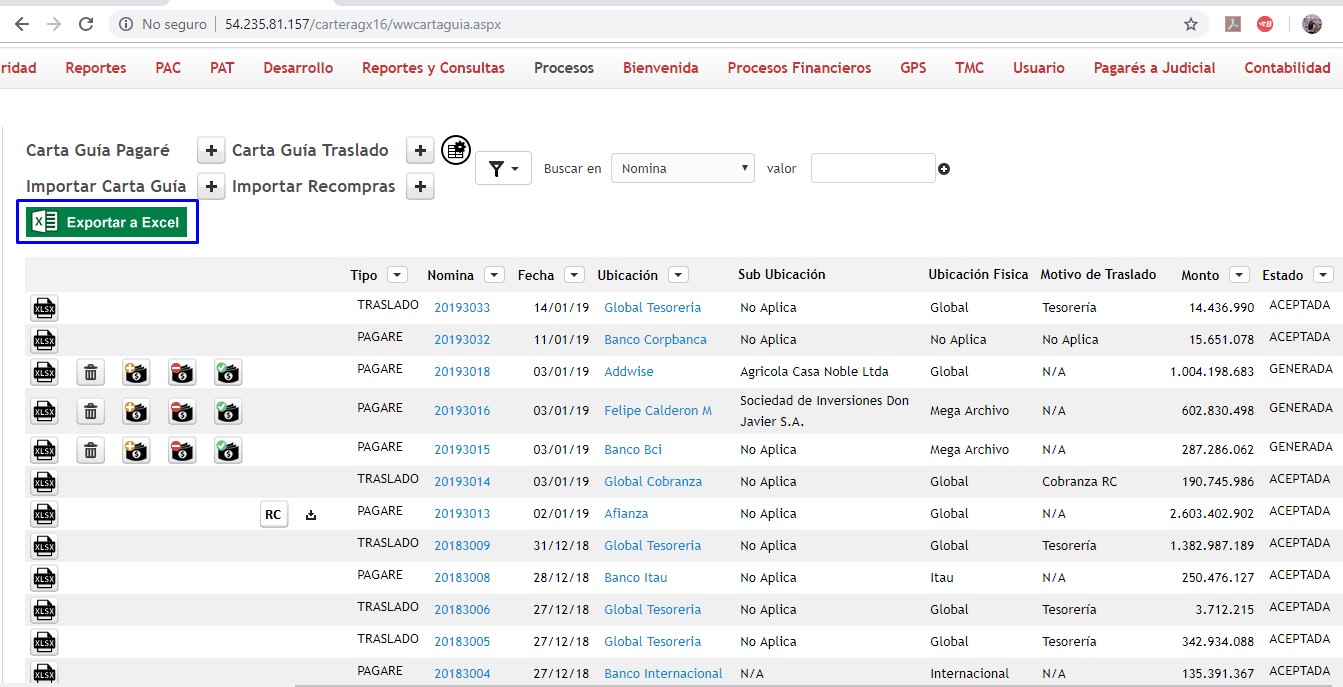 No seguro | 54.235.81.157/carteragx16/wwcartaguia.aspx
ridad Reportes PAC PAT Desarrollo Reportes y Consultas Procesos Bienvenida Procesos Financieros GPS TMC Usuario Pagarés a Judicial Contabilidad
Carta Guía Pagaré + Carta Guía Traslado +
Buscar en Nomina valor
Importar Carta Guía + Importar Recompras +
Exportar a Excel
Tipo Nomina Fecha Ubicación Sub Ubicación Ubicación Fisica Motivo de Traslado Monto Estado
XLSX TRASLADO 20193033 14/01/19 Global Tesoreria No Aplica Global Tesorería 14.436.990 ACEPTADA
XLSX PAGARE 20193032 11/01/19 Banco Corpbanca No Aplica No Aplica No Aplica 15.651.078 ACEPTADA
XLSX PAGARE 20193018 03/01/19 Addwise Agricola Casa Noble Ltda Global N/A 1.004.198.683 GENERADA
XLSX PAGARE 20193016 03/01/19 Felipe Calderon M Sociedad de Inversiones Don Javier S.A. Mega Archivo N/A 602.830.498 GENERADA
XLSX PAGARE 20193015 03/01/19 Banco Bci No Aplica Mega Archivo N/A 287.286.062 GENERADA
XLSX TRASLADO 20193014 03/01/19 Global Cobranza No Aplica Global Cobranza RC 190.745.986 ACEPTADA
XLSX RC PAGARE 20193013 02/01/19 Afianza No Aplica Global N/A 2.603.402.902 ACEPTADA
XLSX TRASLADO 20183009 31/12/18 Global Tesoreria No Aplica Global Tesorería 1.382.987.189 ACEPTADA
XLSX PAGARE 20183008 28/12/18 Banco Itau No Aplica Itau N/A 250.476.127 ACEPTADA
XLSX TRASLADO 20183006 27/12/18 Global Tesoreria No Aplica Global Tesorería 3.712.215 ACEPTADA
XLSX TRASLADO 20183005 27/12/18 Global Tesoreria No Aplica Global Tesorería 342.934.088 ACEPTADA
XLSX PAGARE 20183004 27/12/18 Banco Internacional N/A Internacional N/A 135.391.367 ACEPTADA